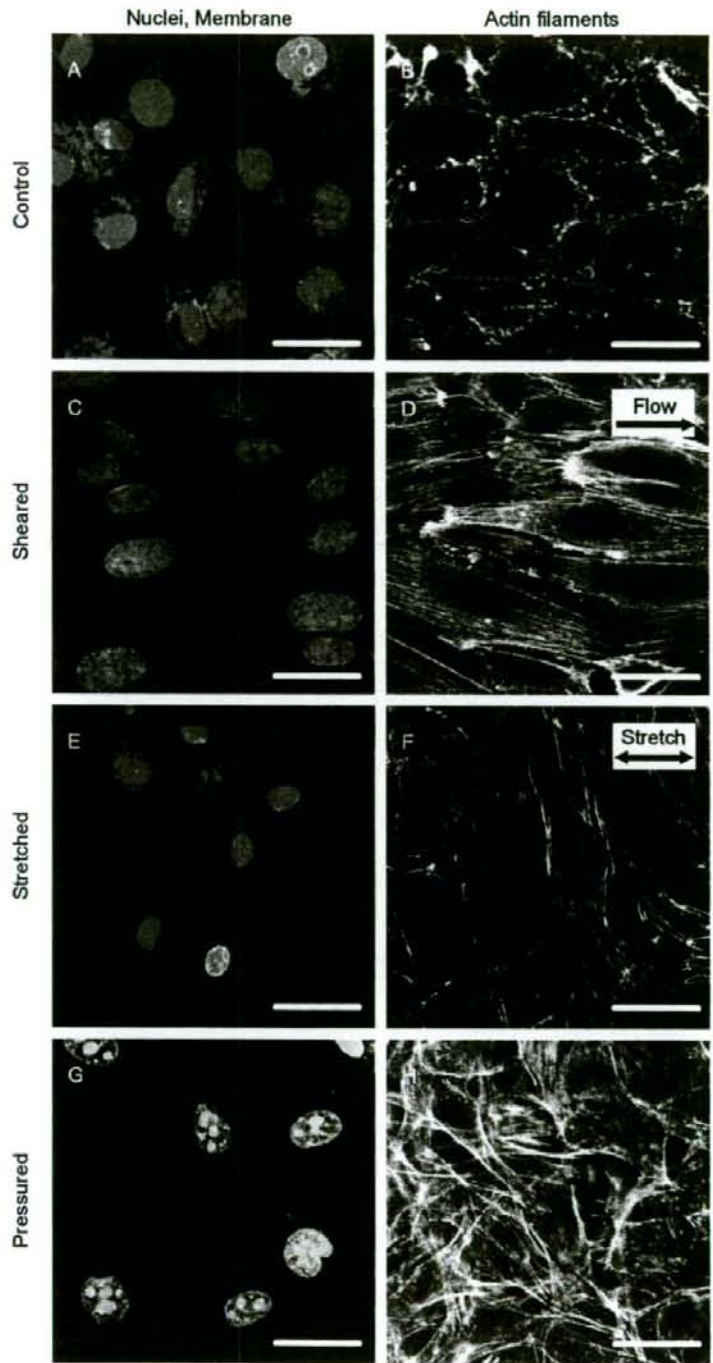 Nuclei, Membrane
Actin filaments
Control
A
B
Sheared
C
D
Flow
Stretched
E
F
Stretch
Pressured
G
H